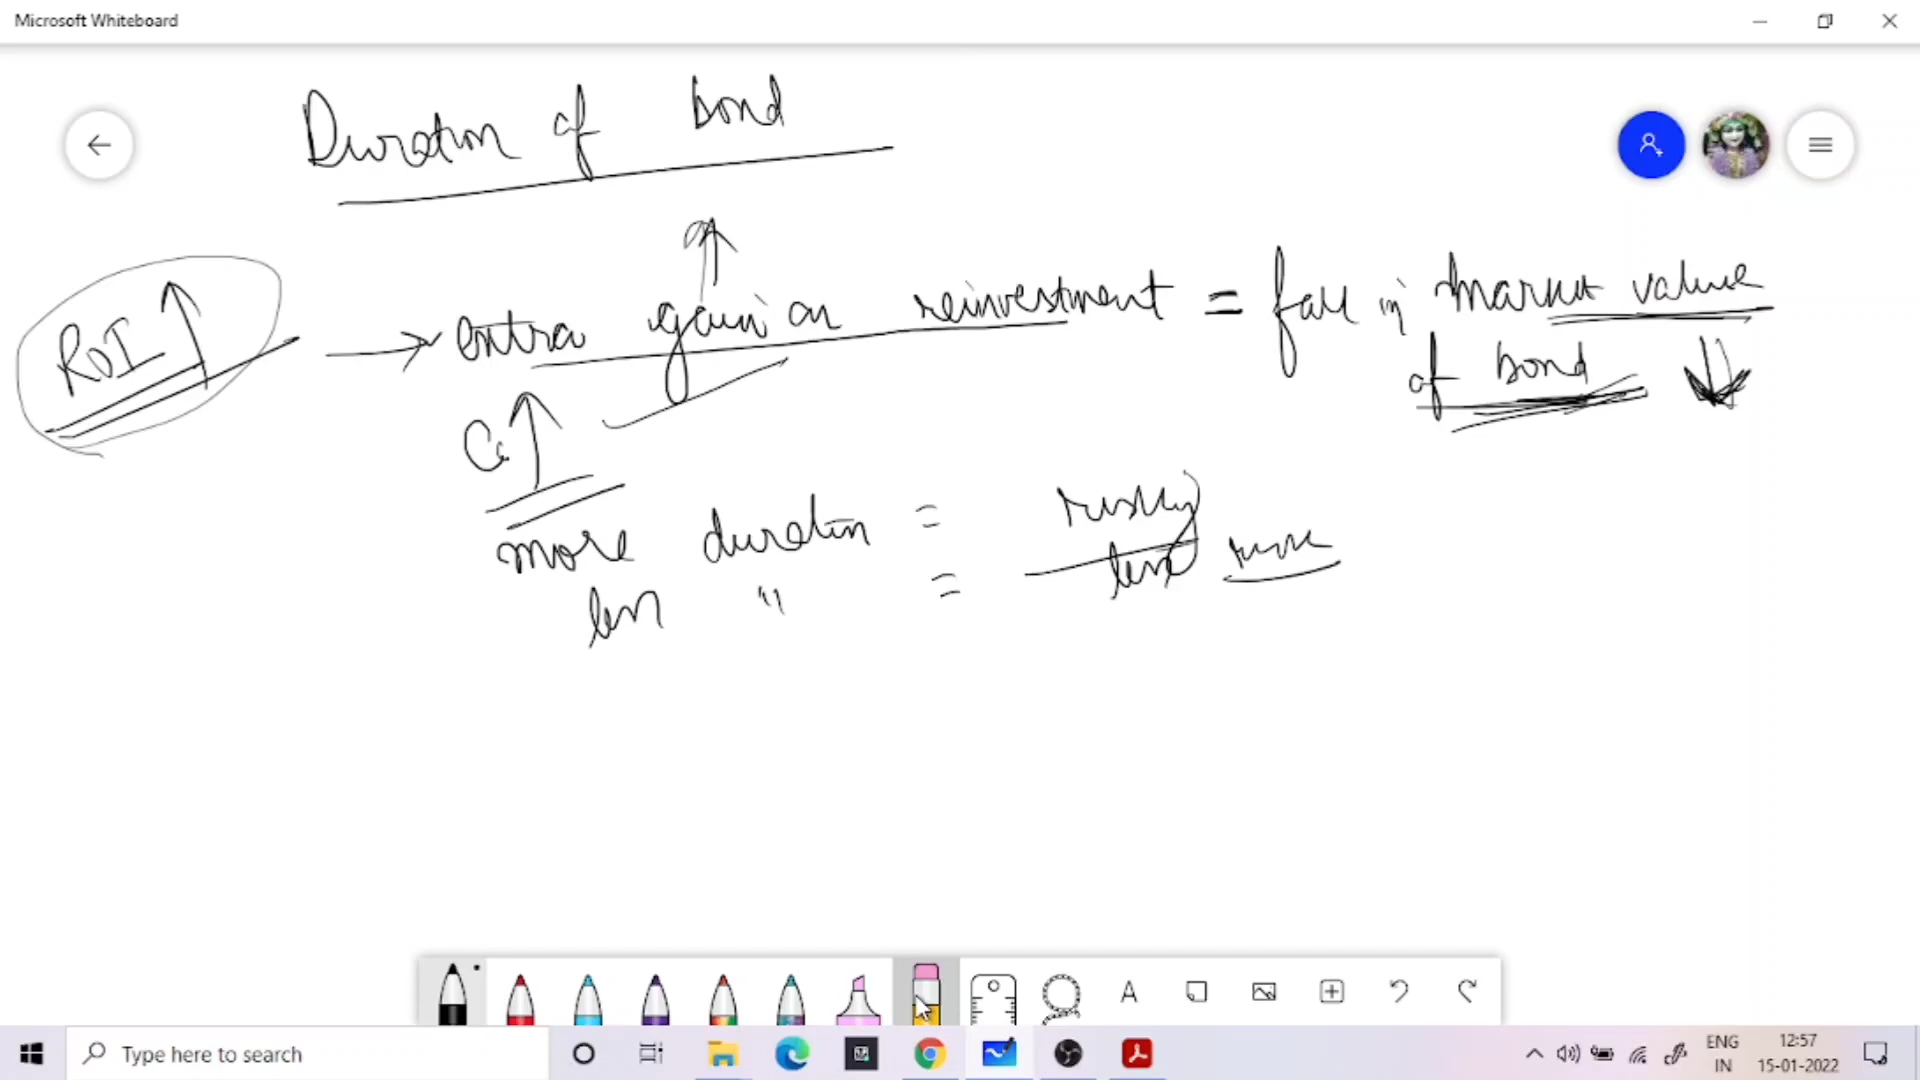 Microsoft Whiteboard
Duration of bond
ROI ↑ → extra gain on reinvestment = fall in market value
of bond ↓
more duration = risky
less " = less
A
Type here to search
ENG
IN
12:57
15-01-2022